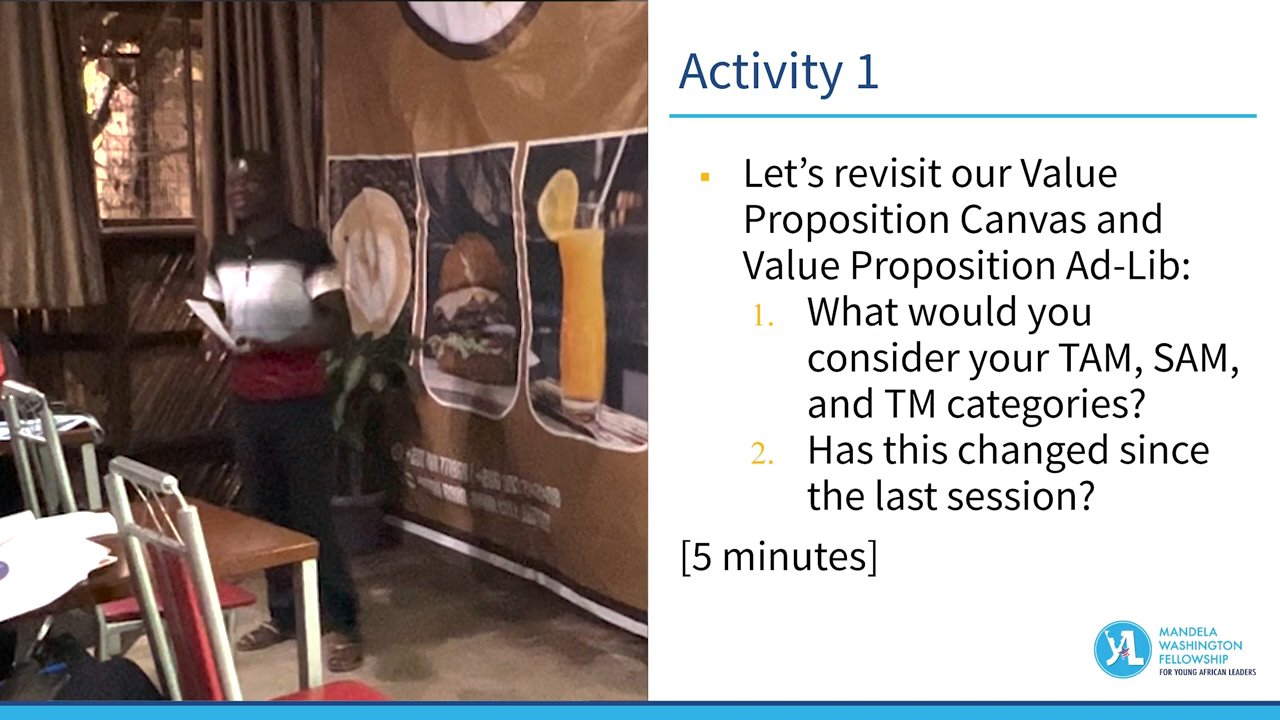 Activity 1
▪ Let’s revisit our Value
Proposition Canvas and
Value Proposition Ad-Lib:
1. What would you
consider your TAM, SAM,
and TM categories?
2. Has this changed since
the last session?
[5 minutes]
YAL
MANDELA
WASHINGTON
FELLOWSHIP
FOR YOUNG AFRICAN LEADERS